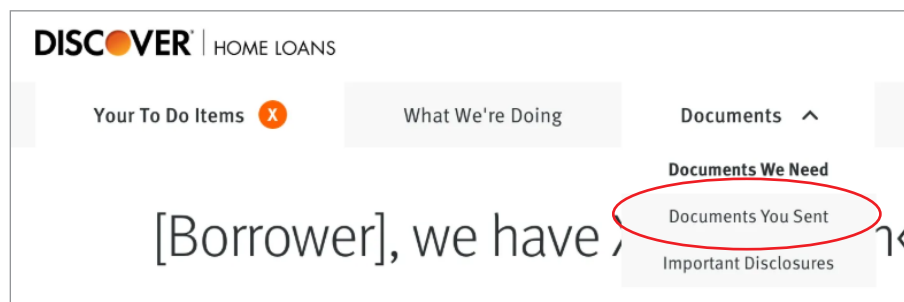 DISCOVER HOME LOANS
Your To Do Items X
What We're Doing
Documents
Documents We Need
Documents You Sent
Important Disclosures
[Borrower], we have